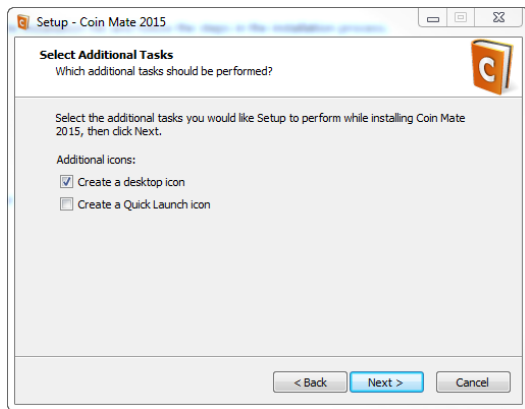 Setup - Coin Mate 2015
Select Additional Tasks
Which additional tasks should be performed?
C
Select the additional tasks you would like Setup to perform while installing Coin Mate
2015, then click Next.
Additional icons:
Create a desktop icon
Create a Quick Launch icon
< Back Next > Cancel